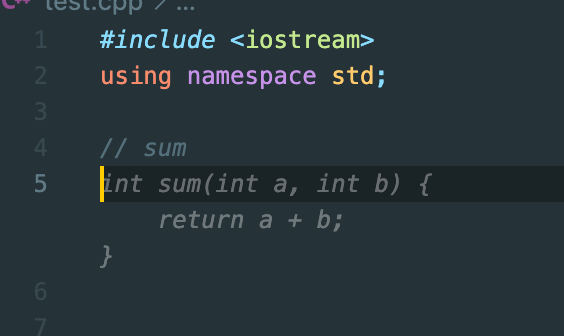 C++ test.cpp > ...
1 #include <iostream>
2 using namespace std;
3
4 // sum
5 int sum(int a, int b) {
return a + b;
}
6
7